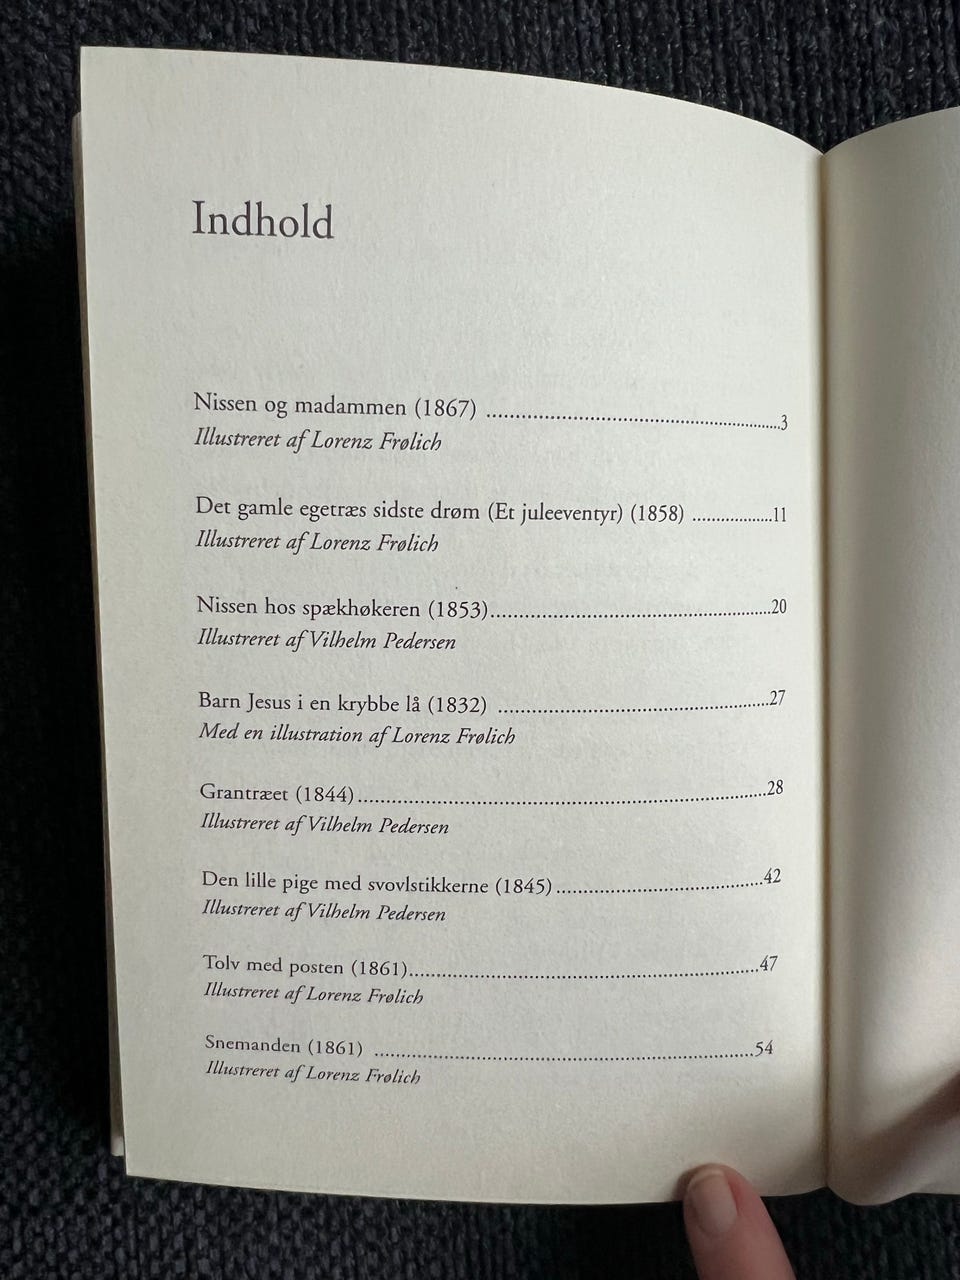 Indhold
Nissen og madammen (1867) ........................................................3
Illustreret af Lorenz Frølich
Det gamle egetræs sidste drøm (Et juleeventyr) (1858) ..................11
Illustreret af Lorenz Frølich
Nissen hos spækhøkeren (1853)........................................................20
Illustreret af Vilhelm Pedersen
Barn Jesus i en krybbe lå (1832) ........................................................27
Med en illustration af Lorenz Frølich
Grantræet (1844)........................................................28
Illustreret af Vilhelm Pedersen
Den lille pige med svovlstikkerne (1845)..........................................42
Illustreret af Vilhelm Pedersen
Tolv med posten (1861)........................................................47
Illustreret af Lorenz Frølich
Snemanden (1861) ........................................................54
Illustreret af Lorenz Frølich